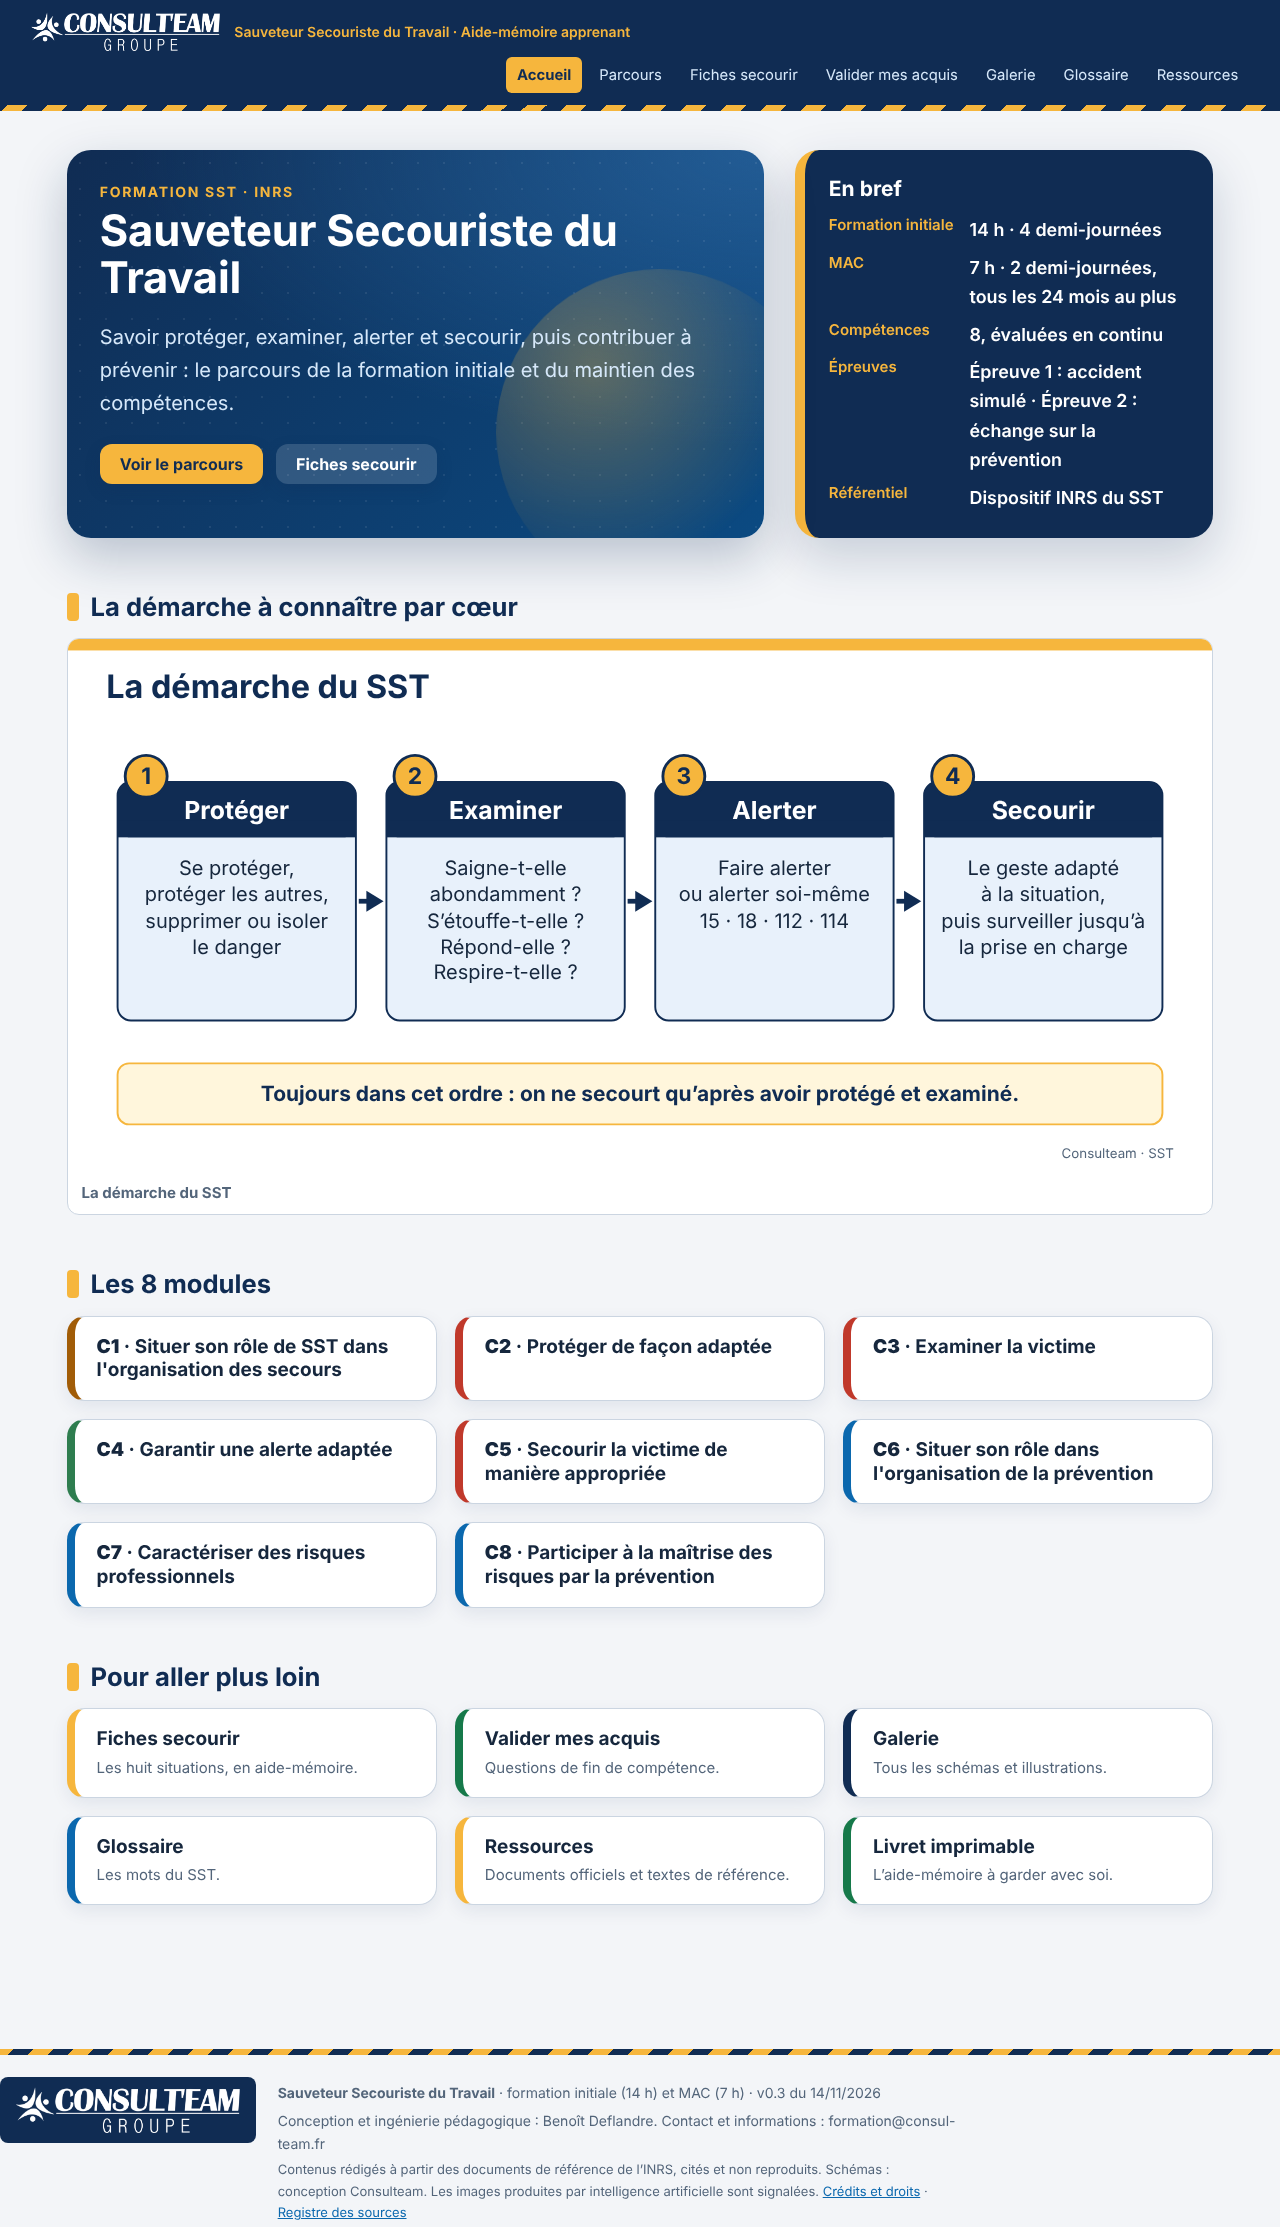 CONSULTEAM
GROUPE
Sauveteur Secouriste du Travail · Aide-mémoire apprenant
Accueil Parcours Fiches secourir Valider mes acquis Galerie Glossaire Ressources
FORMATION SST · INRS
Sauveteur Secouriste du
Travail
Savoir protéger, examiner, alerter et secourir, puis contribuer à
prévenir : le parcours de la formation initiale et du maintien des
compétences.
Voir le parcours
Fiches secourir
En bref
Formation initiale 14 h · 4 demi-journées
MAC 7 h · 2 demi-journées,
tous les 24 mois au plus
Compétences 8, évaluées en continu
Épreuves Épreuve 1 : accident
simulé · Épreuve 2 :
échange sur la
prévention
Référentiel Dispositif INRS du SST
La démarche à connaître par cœur
La démarche du SST
1
Protéger
Se protéger,
protéger les autres,
supprimer ou isoler
le danger
2
Examiner
Saigne-t-elle
abondamment ?
S’étouffe-t-elle ?
Répond-elle ?
Respire-t-elle ?
3
Alerter
Faire alerter
ou alerter soi-même
15 · 18 · 112 · 114
4
Secourir
Le geste adapté
à la situation,
puis surveiller jusqu’à
la prise en charge
Toujours dans cet ordre : on ne secourt qu’après avoir protégé et examiné.
Consulteam · SST
La démarche du SST
Les 8 modules
C1 · Situer son rôle de SST dans
l'organisation des secours
C2 · Protéger de façon adaptée
C3 · Examiner la victime
C4 · Garantir une alerte adaptée
C5 · Secourir la victime de
manière appropriée
C6 · Situer son rôle dans
l'organisation de la prévention
C7 · Caractériser des risques
professionnels
C8 · Participer à la maîtrise des
risques par la prévention
Pour aller plus loin
Fiches secourir
Les huit situations, en aide-mémoire.
Valider mes acquis
Questions de fin de compétence.
Galerie
Tous les schémas et illustrations.
Glossaire
Les mots du SST.
Ressources
Documents officiels et textes de référence.
Livret imprimable
L’aide-mémoire à garder avec soi.
CONSULTEAM
GROUPE
Sauveteur Secouriste du Travail · formation initiale (14 h) et MAC (7 h) · v0.3 du 14/11/2026
Conception et ingénierie pédagogique : Benoît Deflandre. Contact et informations : formation@consul-
team.fr
Contenus rédigés à partir des documents de référence de l’INRS, cités et non reproduits. Schémas :
conception Consulteam. Les images produites par intelligence artificielle sont signalées. Crédits et droits ·
Registre des sources